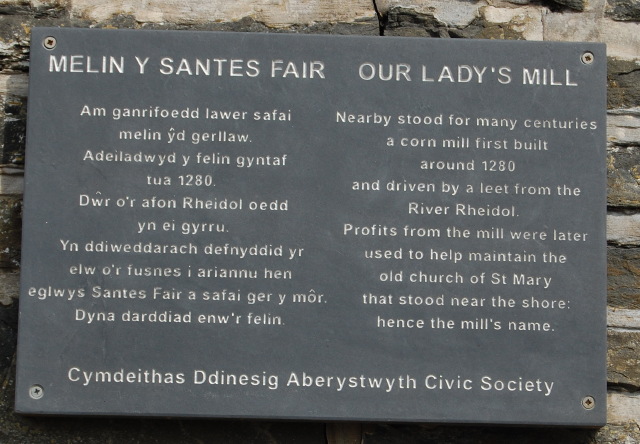 MELIN Y SANTES FAIR
Am ganrifoedd lawer safai
melin ŷd gerllaw.
Adeiladwyd y felin gyntaf
tua 1280.
Dŵr o'r afon Rheidol oedd
yn ei gyrru.
Yn ddiweddarach defnyddid yr
elw o'r fusnes i ariannu hen
eglwys Santes Fair a safai ger y môr.
Dyna darddiad enw'r felin.
OUR LADY'S MILL
Nearby stood for many centuries
a corn mill first built
around 1280
and driven by a leet from the
River Rheidol.
Profits from the mill were later
used to help maintain the
old church of St Mary
that stood near the shore:
hence the mill's name.
Cymdeithas Ddinesig Aberystwyth Civic Society